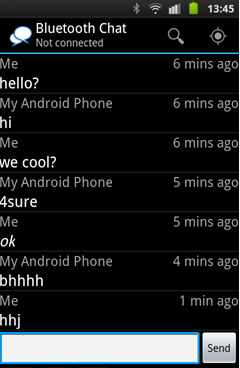 13:45
Bluetooth Chat
Not connected
Me 6 mins ago
hello?
My Android Phone 6 mins ago
hi
Me 6 mins ago
we cool?
My Android Phone 5 mins ago
4sure
Me 5 mins ago
ok
My Android Phone 4 mins ago
bhhhh
Me 1 min ago
hhj
Send